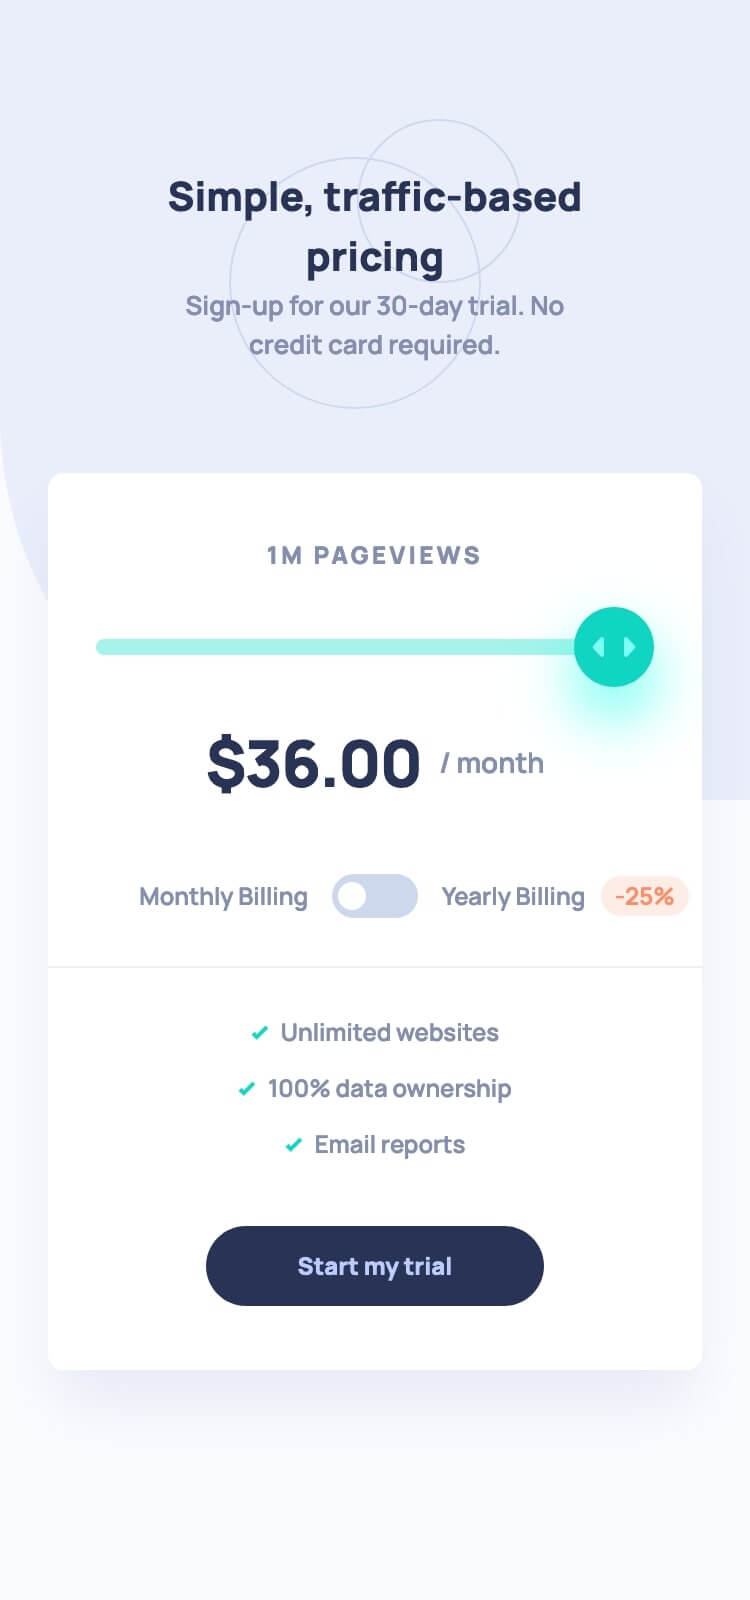 Simple, traffic-based
pricing
Sign-up for our 30-day trial. No
credit card required.
1M PAGEVIEWS
$36.00 / month
Monthly Billing Yearly Billing -25%
Unlimited websites
100% data ownership
Email reports
Start my trial